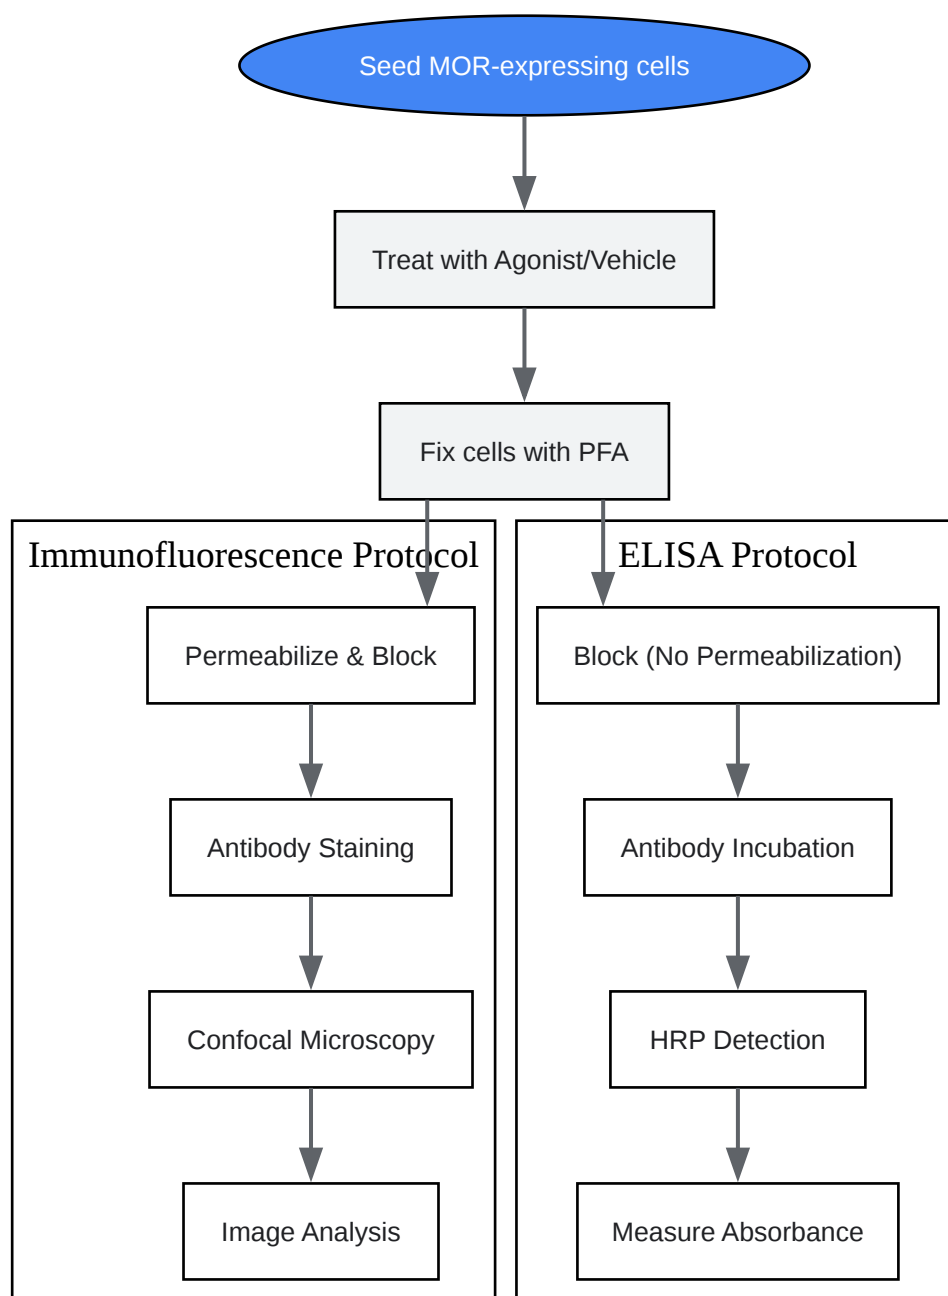 Seed MOR-expressing cells
Treat with Agonist/Vehicle
Fix cells with PFA
Immunofluorescence Protocol
Permeabilize & Block
Antibody Staining
Confocal Microscopy
Image Analysis
ELISA Protocol
Block (No Permeabilization)
Antibody Incubation
HRP Detection
Measure Absorbance